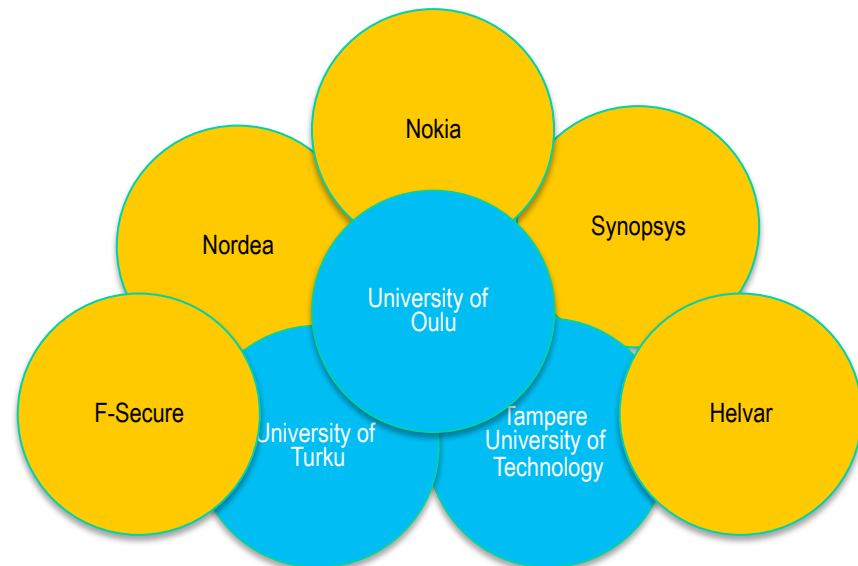 Nokia
Synopsys
Nordea
University of
Oulu
F-Secure
University of
Turku
Tampere
University of
Technology
Helvar